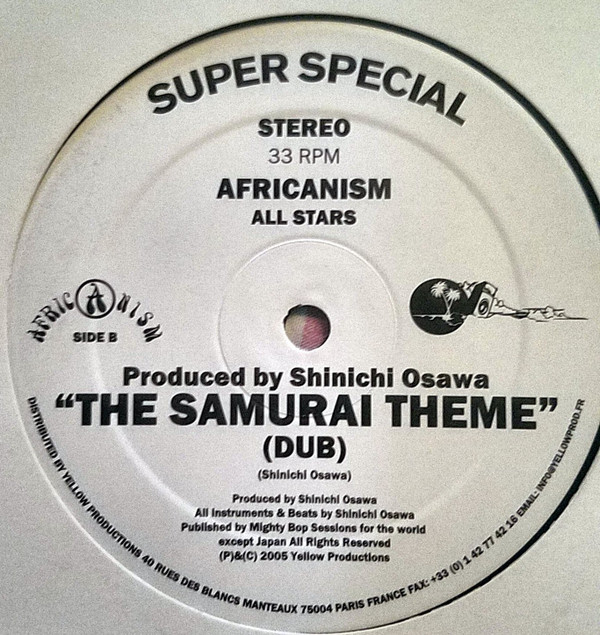 SUPER SPECIAL
STEREO
33 RPM
AFRICANISM
ALL STARS
AFRICANISM
SIDE B
Produced by Shinichi Osawa
“THE SAMURAI THEME”
(DUB)
(Shinichi Osawa)
Produced by Shinichi Osawa
All Instruments & Beats by Shinichi Osawa
Published by Mighty Bop Sessions for the world
except Japan All Rights Reserved
(P)&(C) 2005 Yellow Productions
DISTRIBUTED BY YELLOW PRODUCTIONS 40 RUES DES BLANCS MANTEAUX 75004 PARIS FRANCE FAX: +33 (0) 1 42 77 42 16 EMAIL: INFO@YELLOWPROD.FR